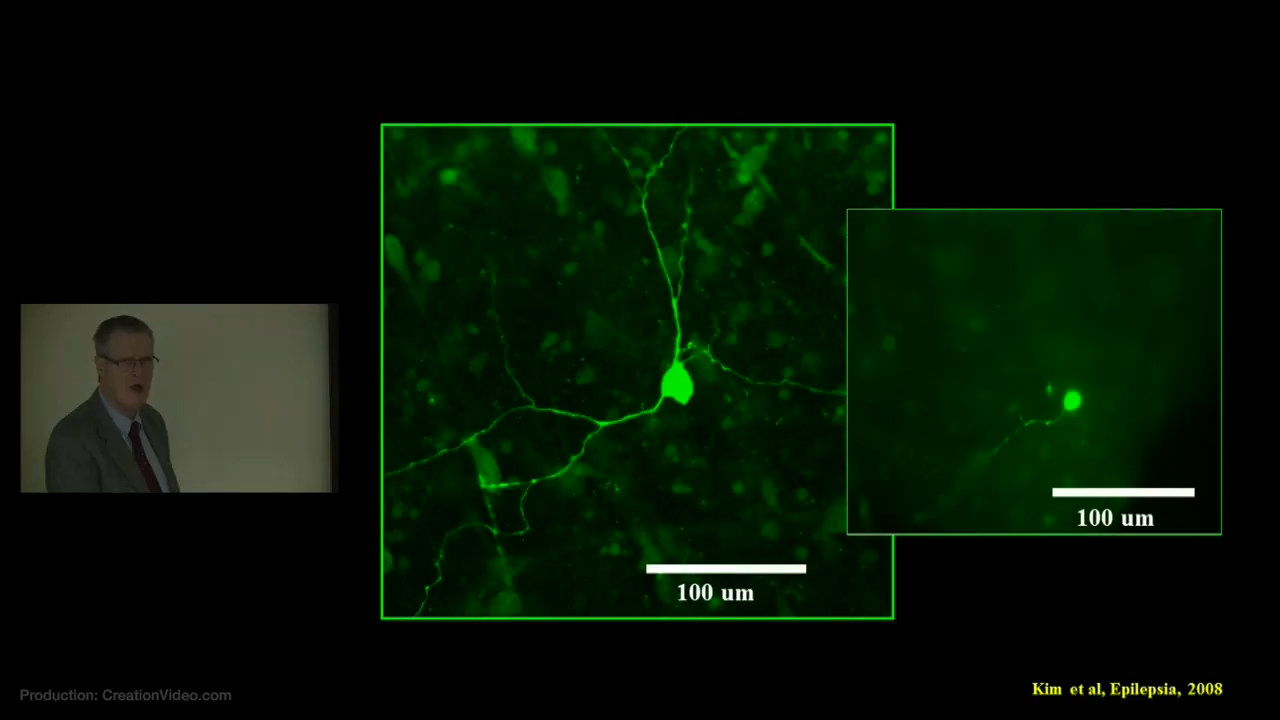 100 um
100 um
Production: CreationVideo.com
Kim et al, Epilepsia, 2008